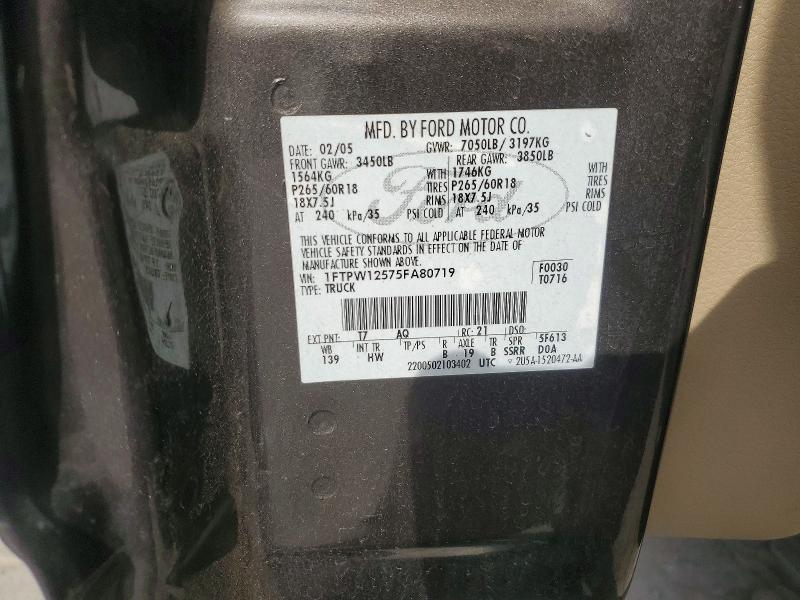 MFD. BY FORD MOTOR CO.
DATE: 02/05 GVWR: 7050LB/ 3197KG
FRONT GAWR: 3450LB REAR GAWR: 3850LB
1564KG WITH 1746KG WITH
P265/60R18 TIRES P265/60R18 TIRES
18X7.5J RIMS 18X7.5J RIMS
AT 240 kPa/35 PSI COLD AT 240 kPa/35 PSI COLD
Ford
THIS VEHICLE CONFORMS TO ALL APPLICABLE FEDERAL MOTOR
VEHICLE SAFETY STANDARDS IN EFFECT ON THE DATE OF
MANUFACTURE SHOWN ABOVE.
VIN: 1FTPW12575FA80719 F0030
TYPE: TRUCK T0716
EXT PNT: T7 AQ RC: 21 DSO: 5F613
WB INT TR TP/PS R AXLE TR SPR
139 HW B 19 B SSRR D0A
2200502103402 UTC 2U5A-1520472-AA